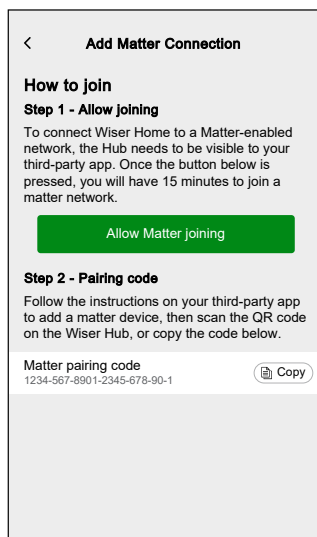 Add Matter Connection
How to join
Step 1 - Allow joining
To connect Wiser Home to a Matter-enabled
network, the Hub needs to be visible to your
third-party app. Once the button below is
pressed, you will have 15 minutes to join a
matter network.
Allow Matter joining
Step 2 - Pairing code
Follow the instructions on your third-party app
to add a matter device, then scan the QR code
on the Wiser Hub, or copy the code below.
Matter pairing code
Copy
1234-567-8901-2345-678-90-1